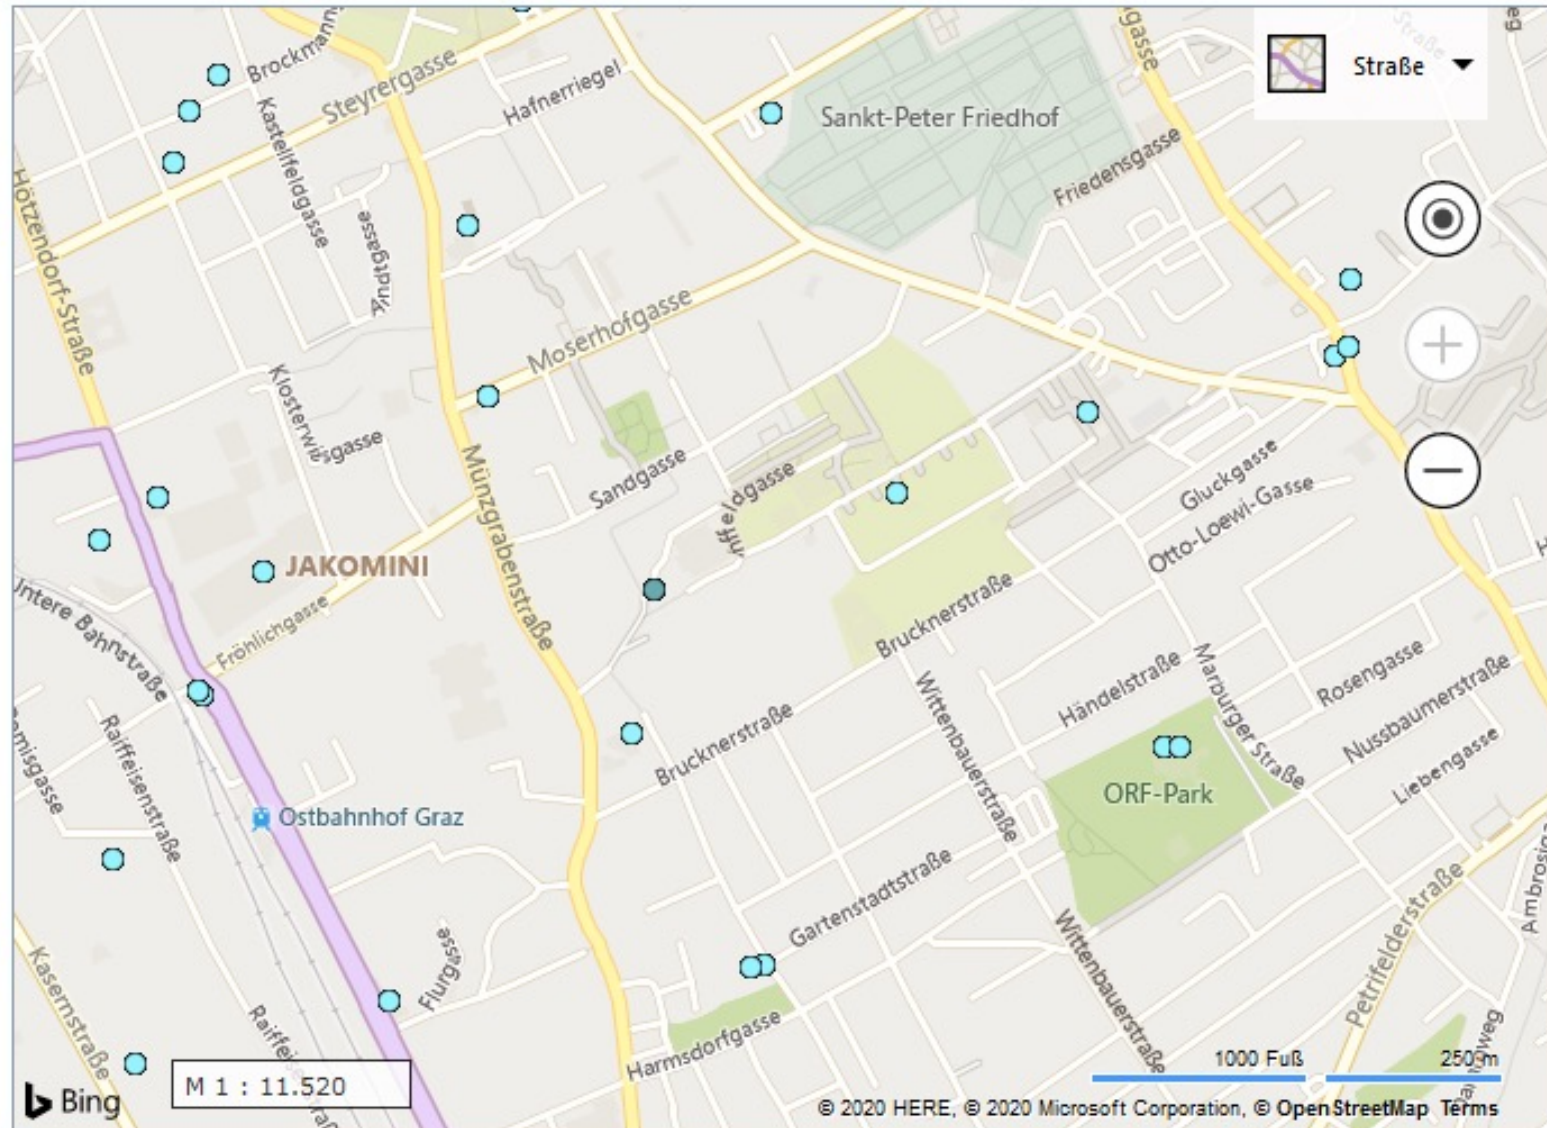 Brockmann
Steyrergasse
Hafnerriegel
Kastellfeldgasse
Sankt-Peter Friedhof
Straße
Friedensgasse
Hötzendorf-Straße
Moserhofgasse
Klosterwiesgasse
Münzgrabenstraße
Sandgasse
nffeldgasse
Gluckgasse
Otto-Loewi-Gasse
JAKOMINI
Untere Bahnstraße
Fröhlichgasse
Brucknerstraße
Händelstraße
Marburger Straße
Rosengasse
Nussbaumerstraße
Liebengasse
Wittenbauerstraße
Brucknerstraße
Raiffeisenstraße
Ostbahnhof Graz
ORF-Park
Gartenstadtstraße
Petrifelderstraße
Flurgasse
Kasernstraße
Wittenbauerstraße
Harmsdorfgasse
1000 Fuß 250 m
M 1 : 11.520
Bing
© 2020 HERE, © 2020 Microsoft Corporation, © OpenStreetMap Terms